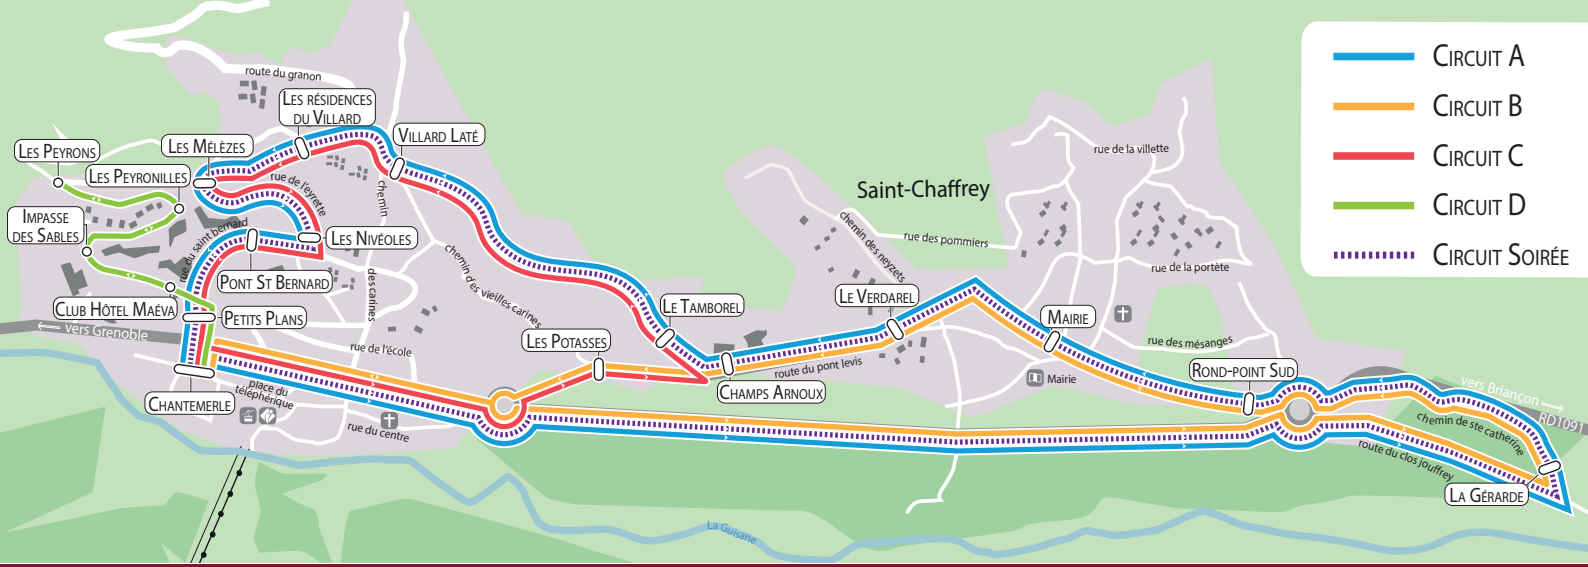 CIRCUIT A
CIRCUIT B
CIRCUIT C
CIRCUIT D
CIRCUIT SOIRÉE
route du granon
LES RÉSIDENCES
DU VILLARD
VILLARD LATÉ
LES MÉLÈZES
LES PEYRONS
LES PEYRONILLES
rue de l'eyrette
chemin
des carines
IMPASSE
DES SABLES
rue du saint bernard
LES NIVÉOLES
PONT ST BERNARD
CLUB HÔTEL MAÉVA
PETITS PLANS
← vers Grenoble
chemin des vieilles carines
rue de l'école
CHANTEMERLE
place du
téléphérique
rue du centre
LES POTASSES
LE TAMBOREL
CHAMPS ARNOUX
route du pont levis
LE VERDAREL
chemin des neyzets
Saint-Chaffrey
rue des pommiers
rue de la villette
rue de la portète
MAIRIE
Mairie
rue des mésanges
ROND-POINT SUD
vers Briançon →
RD1091
chemin de ste catherine
route du clos jouffrey
LA GÉRARDE
La Guisane